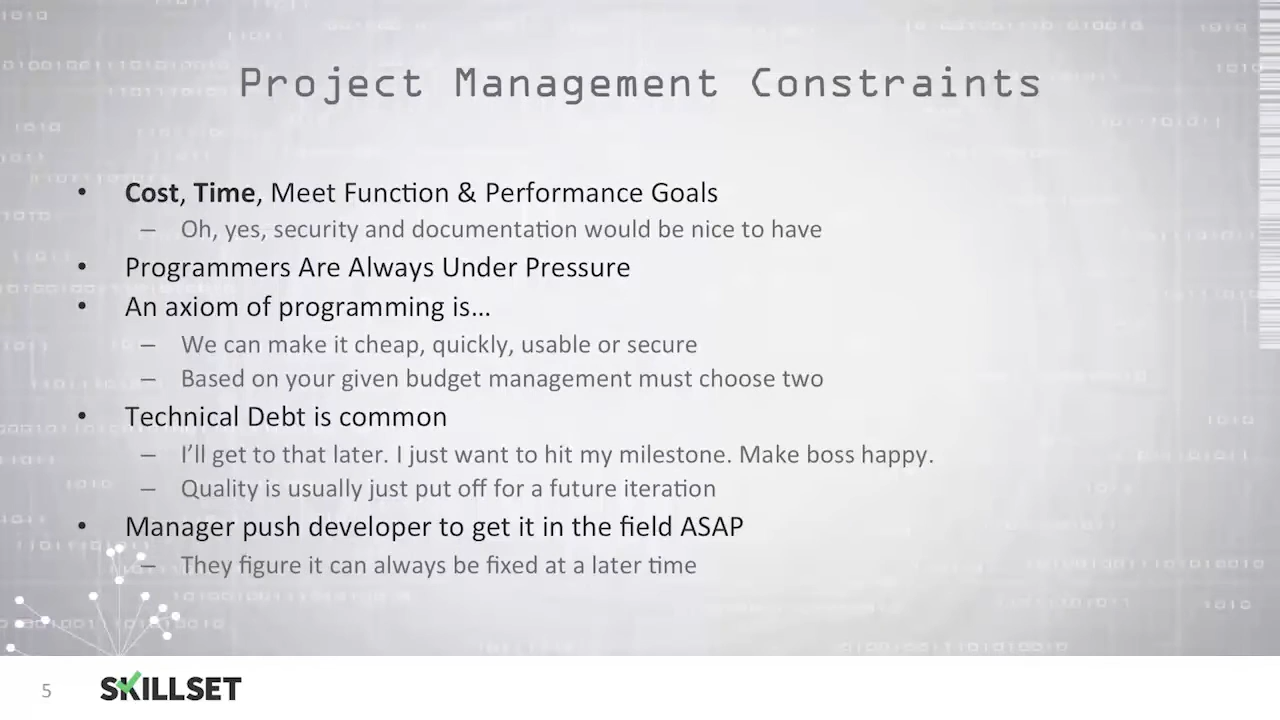 Project Management Constraints
• Cost, Time, Meet Function & Performance Goals
– Oh, yes, security and documentation would be nice to have
• Programmers Are Always Under Pressure
• An axiom of programming is…
– We can make it cheap, quickly, usable or secure
– Based on your given budget management must choose two
• Technical Debt is common
– I’ll get to that later. I just want to hit my milestone. Make boss happy.
– Quality is usually just put off for a future iteration
• Manager push developer to get it in the field ASAP
– They figure it can always be fixed at a later time
5
SKILLSET